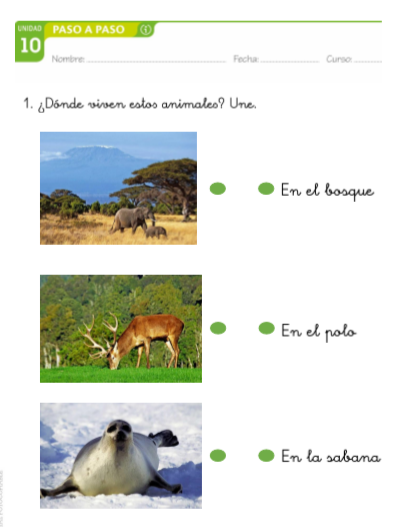 UNIDAD
10
PASO A PASO
Nombre: Fecha: Curso:
1. ¿Dónde viven estos animales? Une.
En el bosque
En el polo
En la sabana